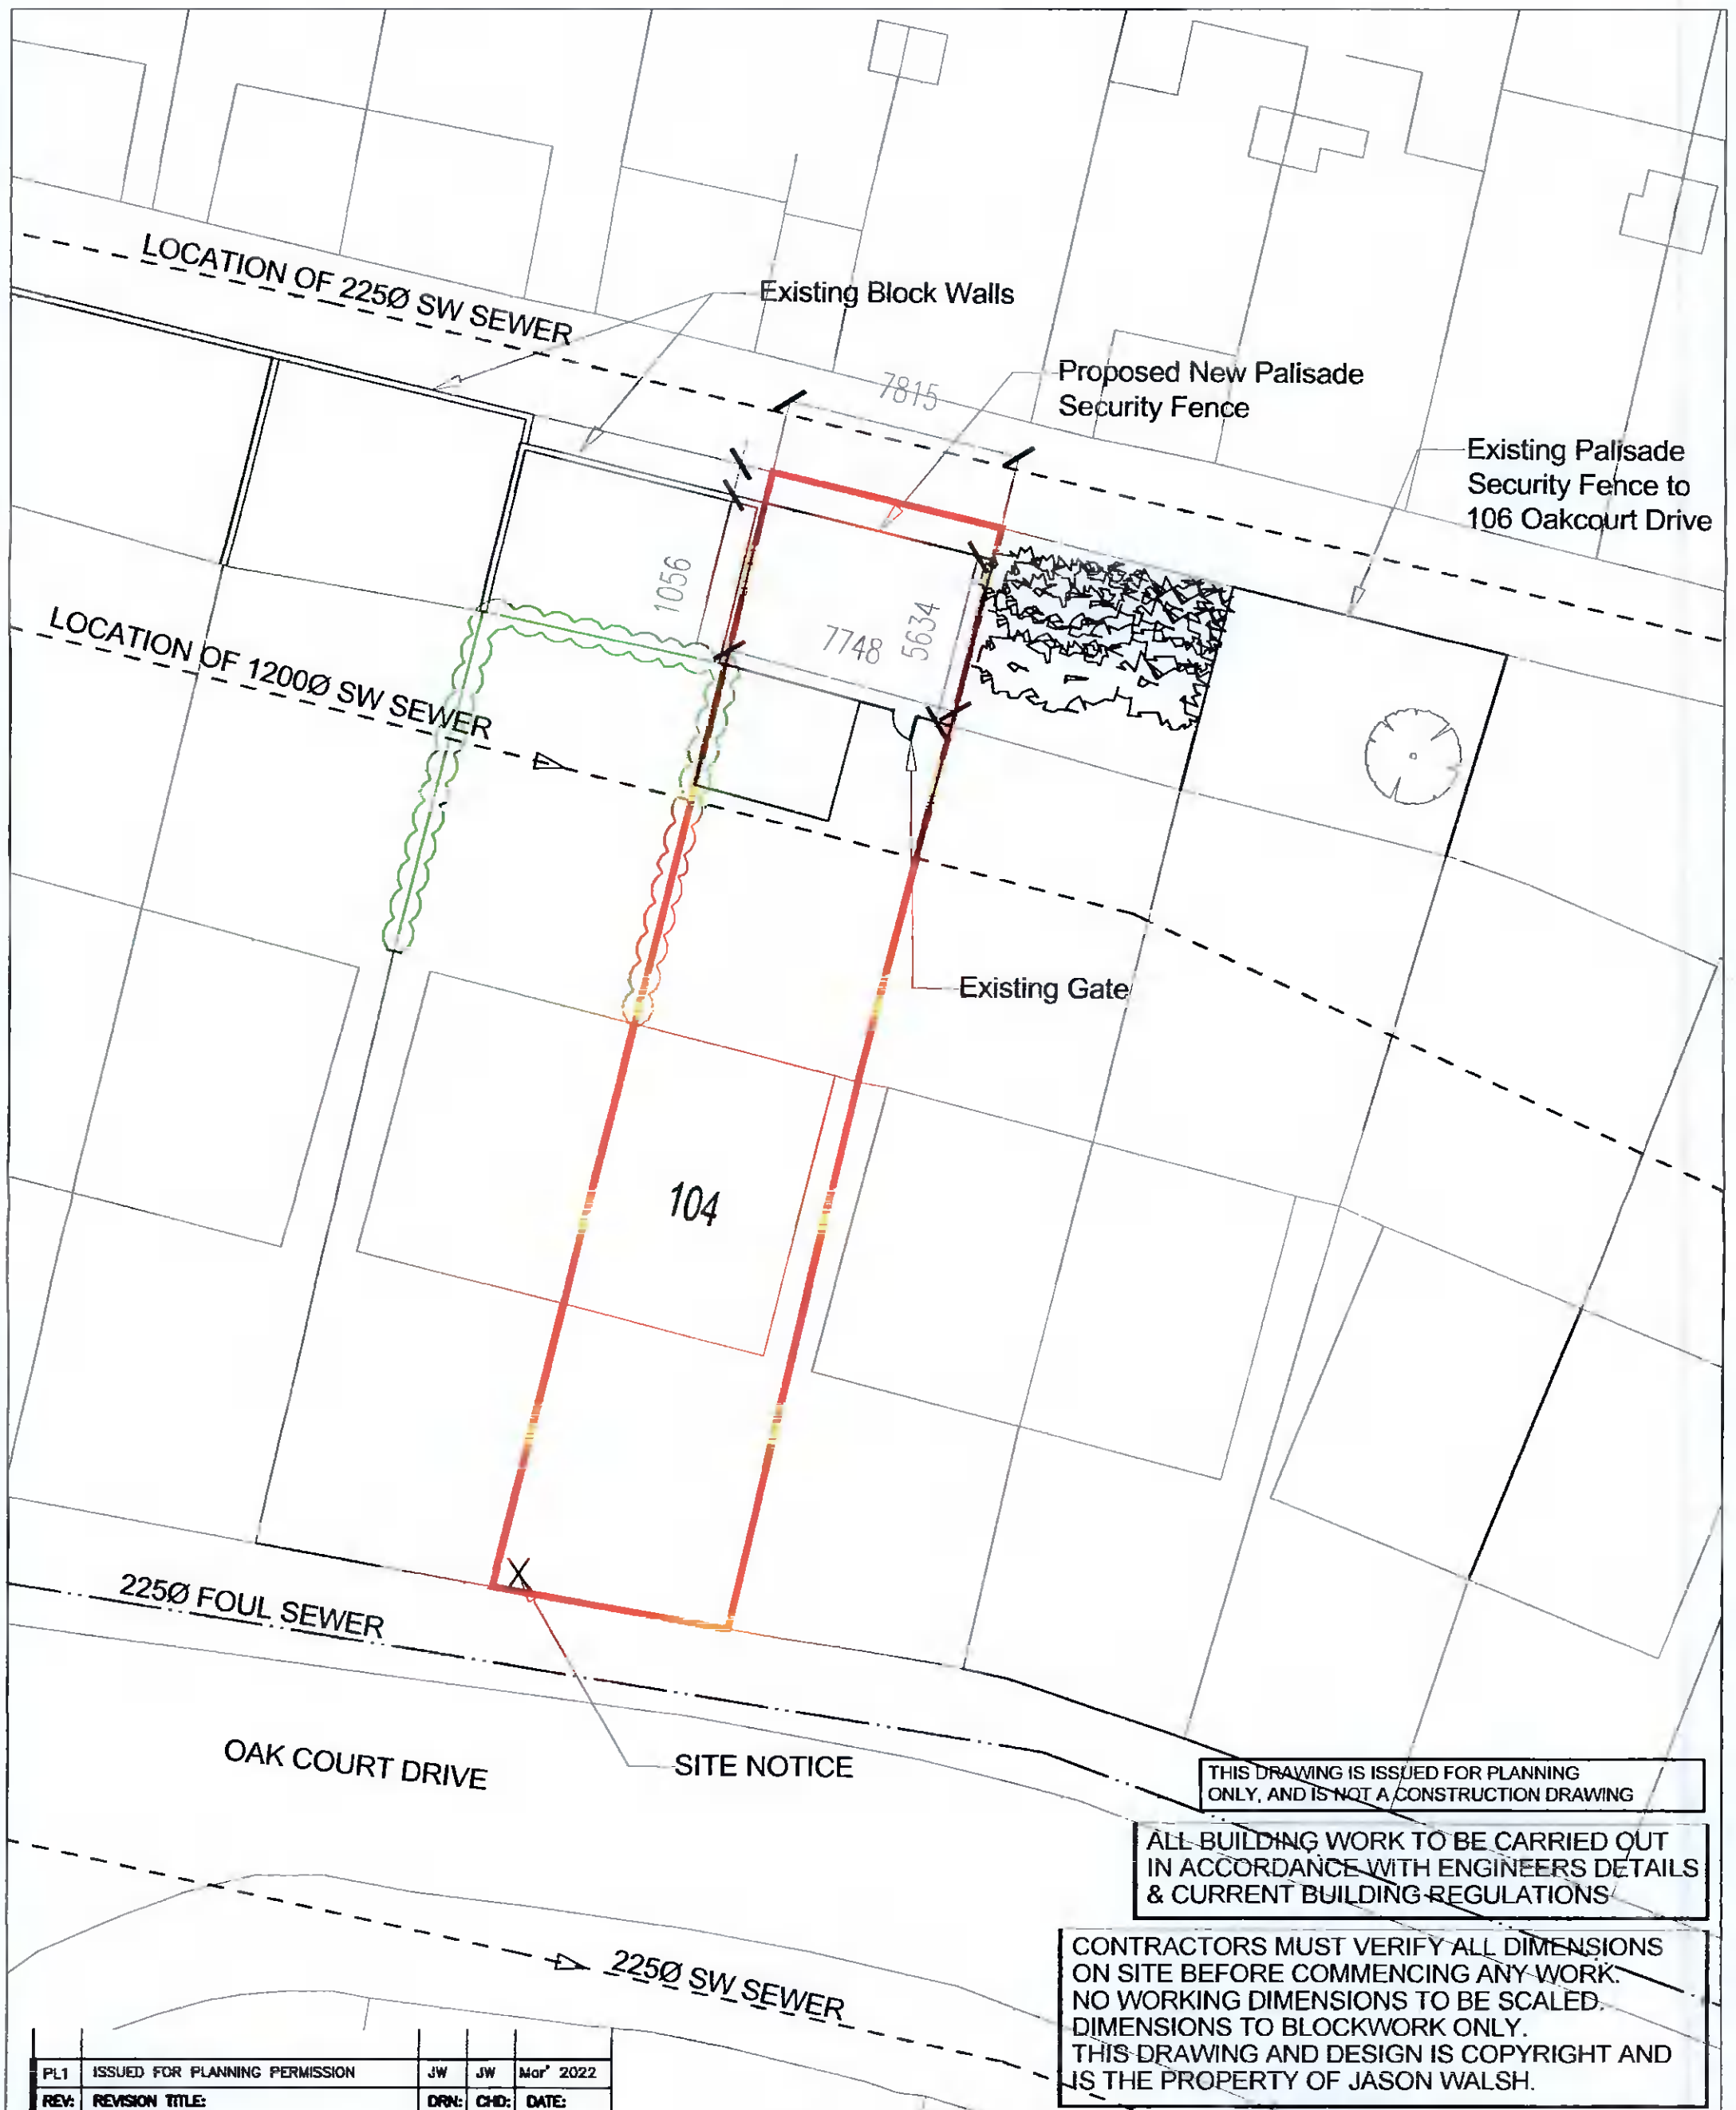 LOCATION OF 225Ø SW SEWER
Existing Block Walls
7815
Proposed New Palisade
Security Fence
Existing Palisade
Security Fence to
106 Oakcourt Drive
1056
7748
5634
LOCATION OF 1200Ø SW SEWER
Existing Gate
104
225Ø FOUL SEWER
OAK COURT DRIVE
X
SITE NOTICE
THIS DRAWING IS ISSUED FOR PLANNING
ONLY, AND IS NOT A CONSTRUCTION DRAWING
ALL BUILDING WORK TO BE CARRIED OUT
IN ACCORDANCE WITH ENGINEERS DETAILS
& CURRENT BUILDING REGULATIONS
225Ø SW SEWER
CONTRACTORS MUST VERIFY ALL DIMENSIONS
ON SITE BEFORE COMMENCING ANY WORK.
NO WORKING DIMENSIONS TO BE SCALED.
DIMENSIONS TO BLOCKWORK ONLY.
THIS DRAWING AND DESIGN IS COPYRIGHT AND
IS THE PROPERTY OF JASON WALSH.
PL1 ISSUED FOR PLANNING PERMISSION JW JW Mar' 2022
REV: REVISION TITLE: DRN: CHD: DATE: